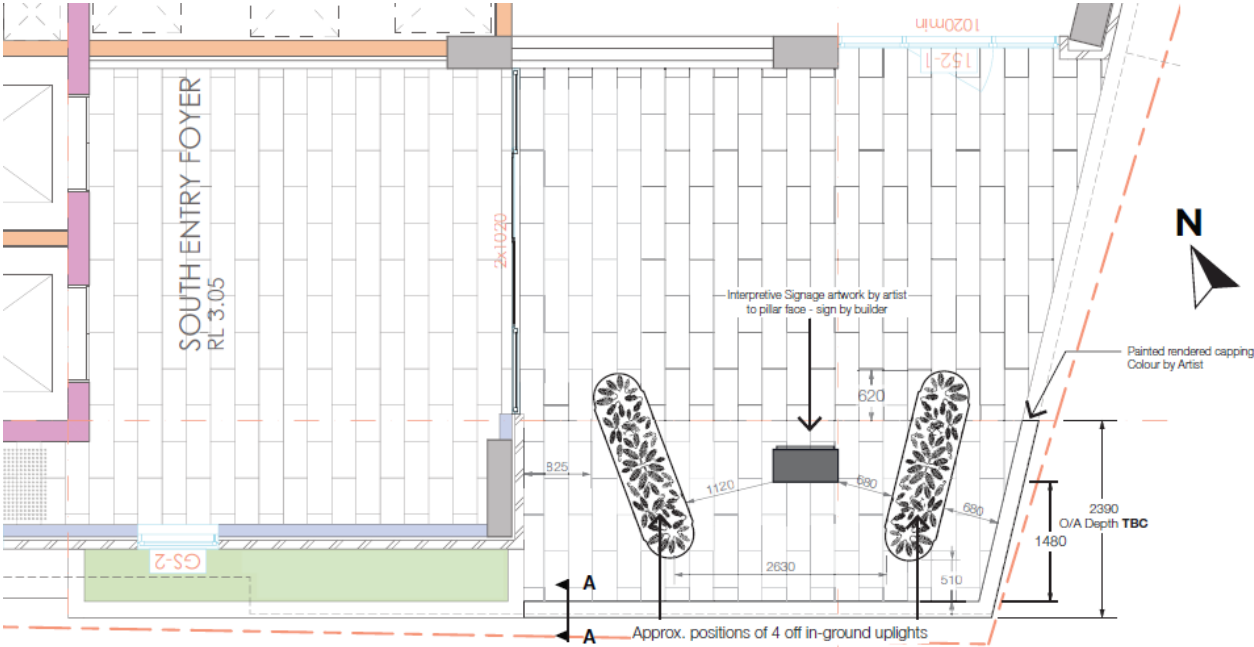 1020min
152-1
SOUTH ENTRY FOYER
RL 3.05
2x1020
N
Interpretive Signage artwork by artist
to pillar face - sign by builder
Painted rendered capping
Colour by Artist
620
825
1120
680
680
2390
O/A Depth TBC
1480
GS-2
2630
510
A
A
Approx. positions of 4 off in-ground uplights